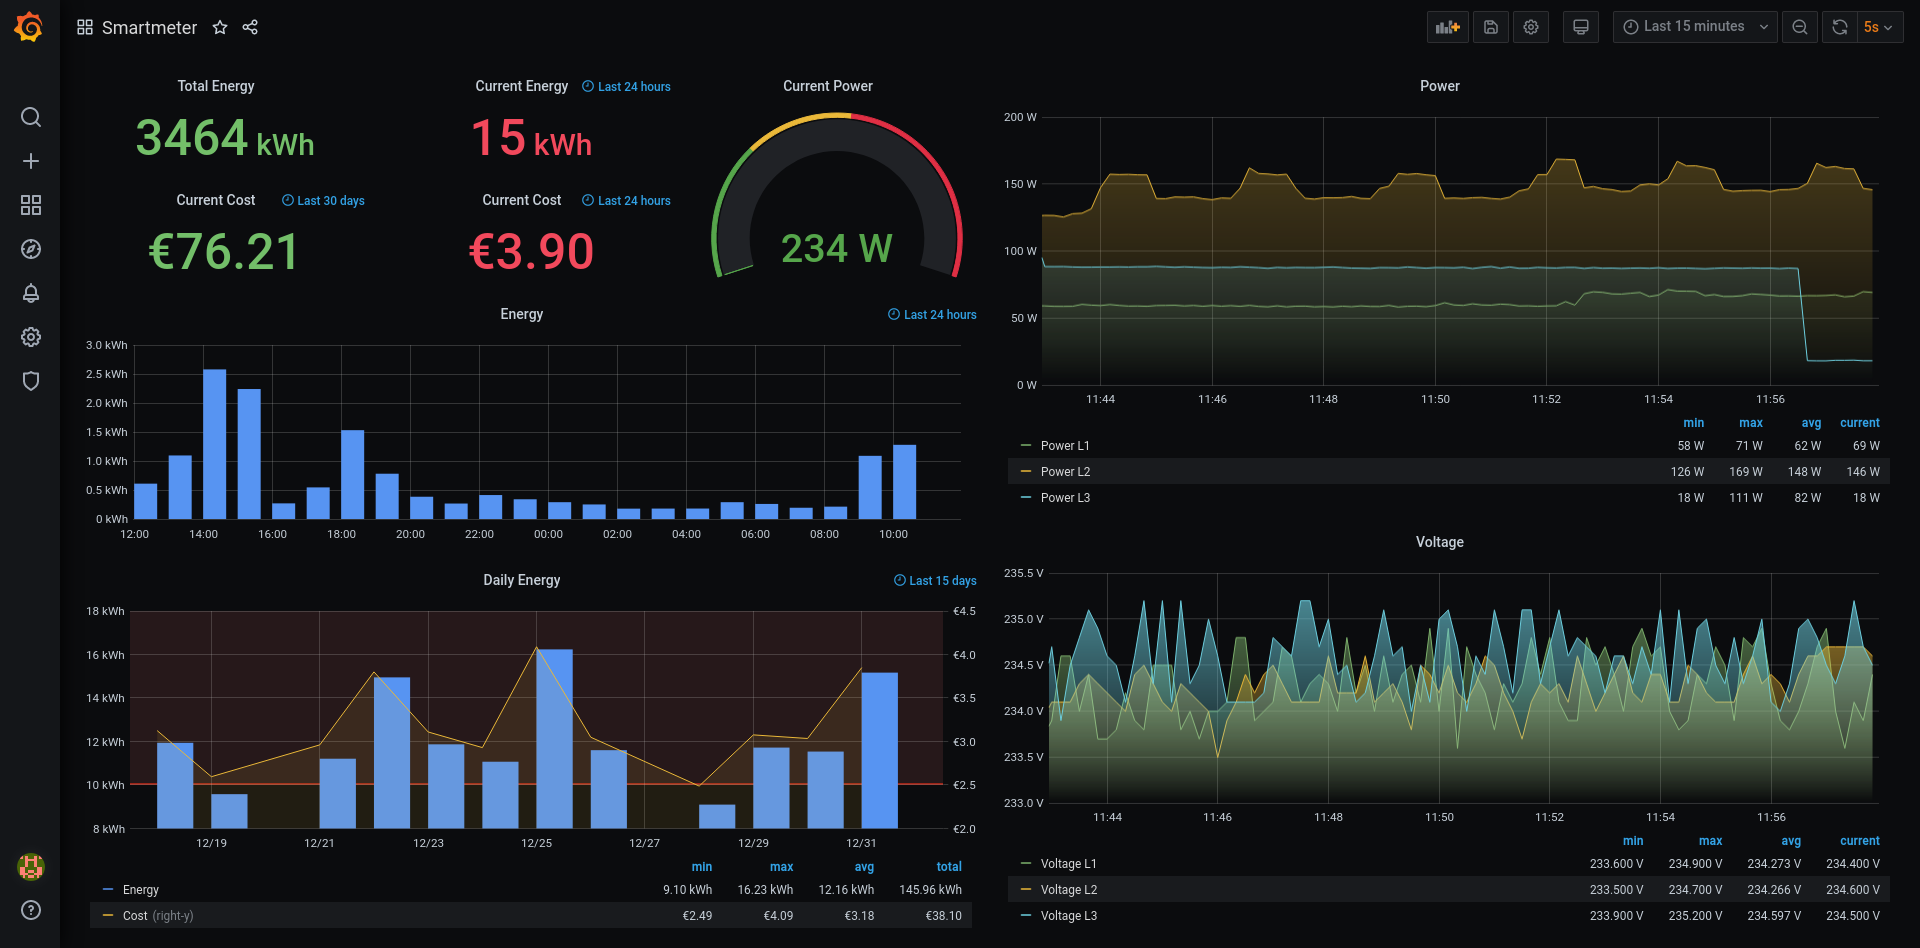 Smartmeter
Last 15 minutes
5s
Total Energy
3464 kWh
Current Energy Last 24 hours
15 kWh
Current Cost Last 30 days
€76.21
Current Cost Last 24 hours
€3.90
Current Power
234 W
Energy Last 24 hours
3.0 kWh
2.5 kWh
2.0 kWh
1.5 kWh
1.0 kWh
0.5 kWh
0 kWh
12:00 14:00 16:00 18:00 20:00 22:00 00:00 02:00 04:00 06:00 08:00 10:00
Daily Energy Last 15 days
18 kWh €4.5
16 kWh €4.0
14 kWh €3.5
12 kWh €3.0
10 kWh €2.5
8 kWh €2.0
12/19 12/21 12/23 12/25 12/27 12/29 12/31
min max avg total
Energy 9.10 kWh 16.23 kWh 12.16 kWh 145.96 kWh
Cost (right-y) €2.49 €4.09 €3.18 €38.10
Power
200 W
150 W
100 W
50 W
0 W
11:44 11:46 11:48 11:50 11:52 11:54 11:56
min max avg current
Power L1 58 W 71 W 62 W 69 W
Power L2 126 W 169 W 148 W 146 W
Power L3 18 W 111 W 82 W 18 W
Voltage
235.5 V
235.0 V
234.5 V
234.0 V
233.5 V
233.0 V
11:44 11:46 11:48 11:50 11:52 11:54 11:56
min max avg current
Voltage L1 233.600 V 234.900 V 234.273 V 234.400 V
Voltage L2 233.500 V 234.700 V 234.266 V 234.600 V
Voltage L3 233.900 V 235.200 V 234.597 V 234.500 V